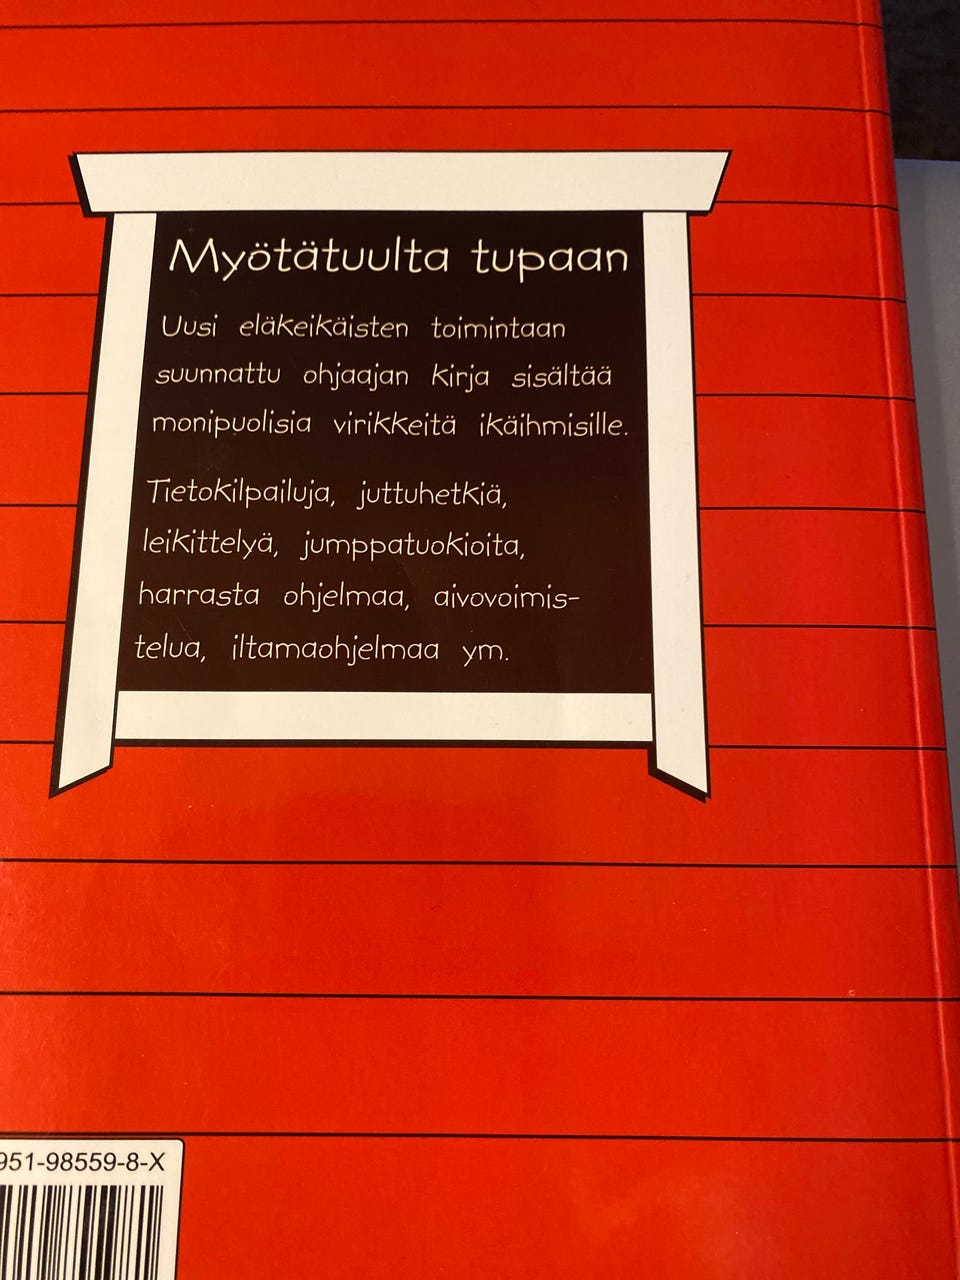 Myötätuulta tupaan
Uusi eläkeikäisten toimintaan
suunnattu ohjaajan kirja sisältää
monipuolisia virikkeitä ikäihmisille.
Tietokilpailuja, juttuhetkiä,
leikittelyä, jumppatuokioita,
harrasta ohjelmaa, aivovoimis-
telua, iltamaohjelmaa ym.
951-98559-8-X